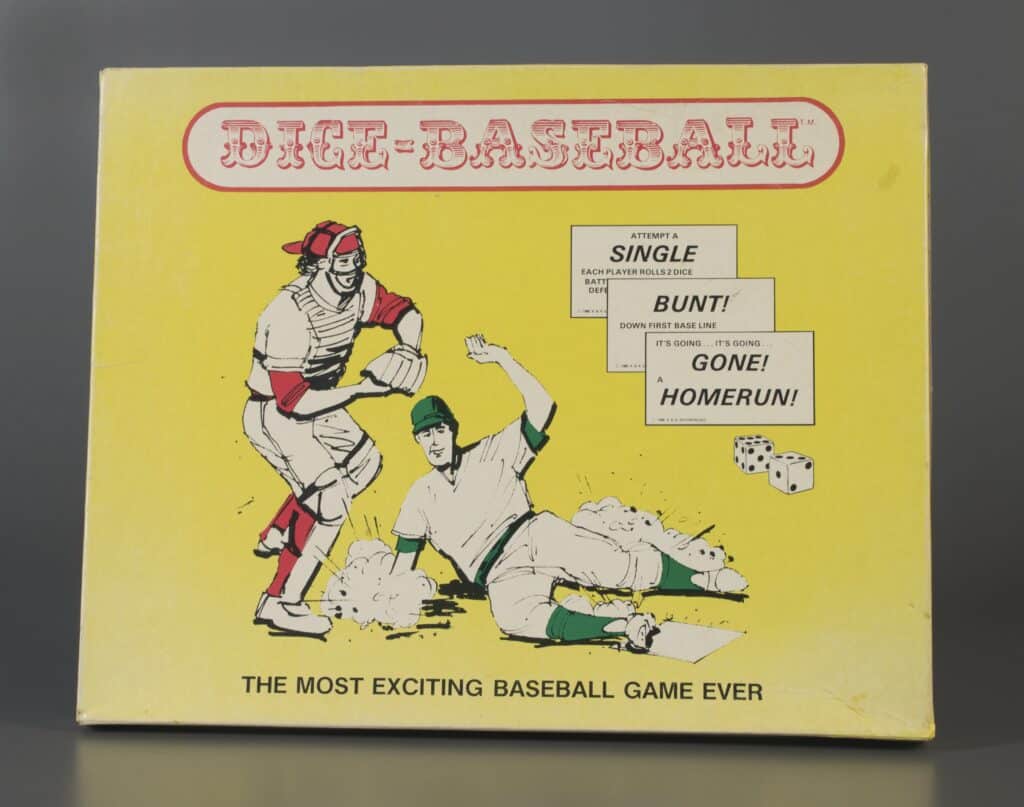 DICE-BASEBALL T.M.
ATTEMPT A
SINGLE
EACH PLAYER ROLLS 2 DICE
BUNT!
DOWN FIRST BASE LINE
IT'S GOING... IT'S GOING...
GONE!
A
HOMERUN!
THE MOST EXCITING BASEBALL GAME EVER